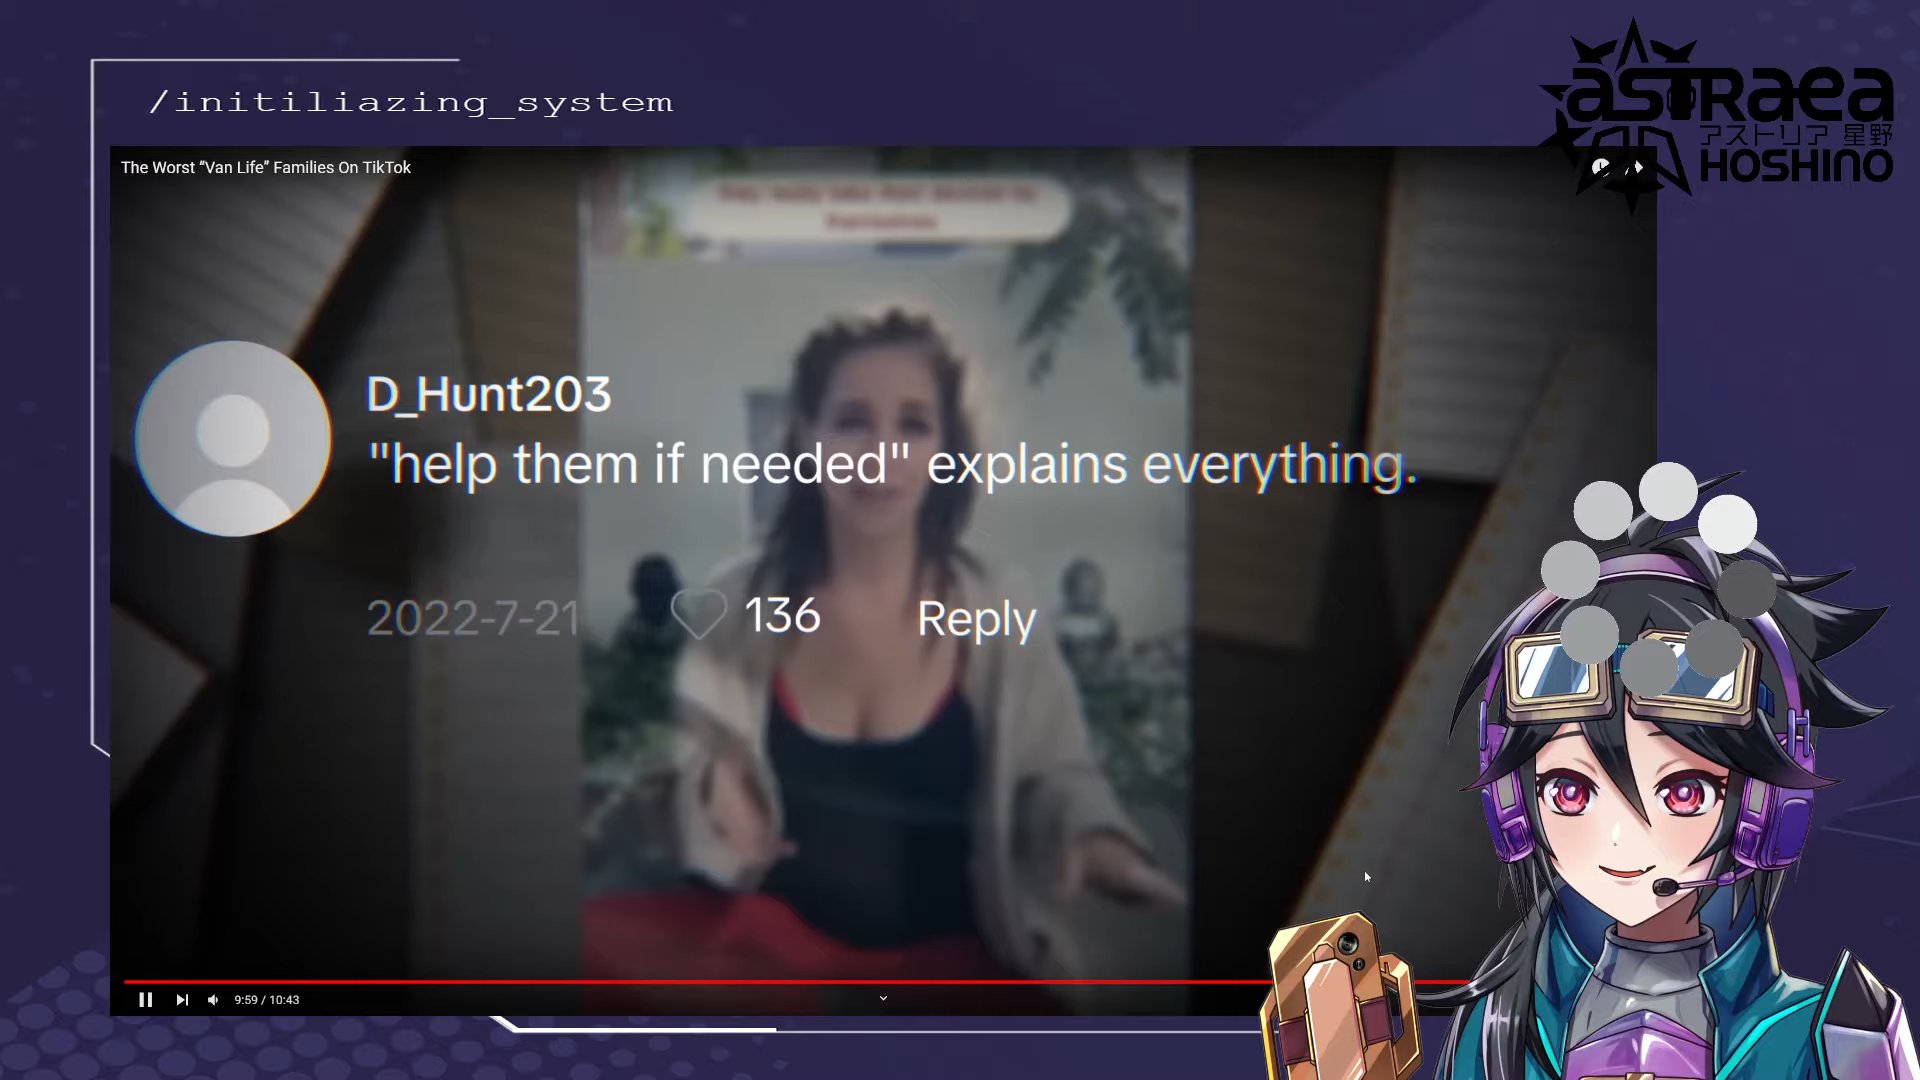 /initiliazing_system
astraea
アストリア 星野
HOSHINO
The Worst “Van Life” Families On TikTok
D_Hunt203
"help them if needed" explains everything.
2022-7-21
136
Reply
9:59 / 10:43